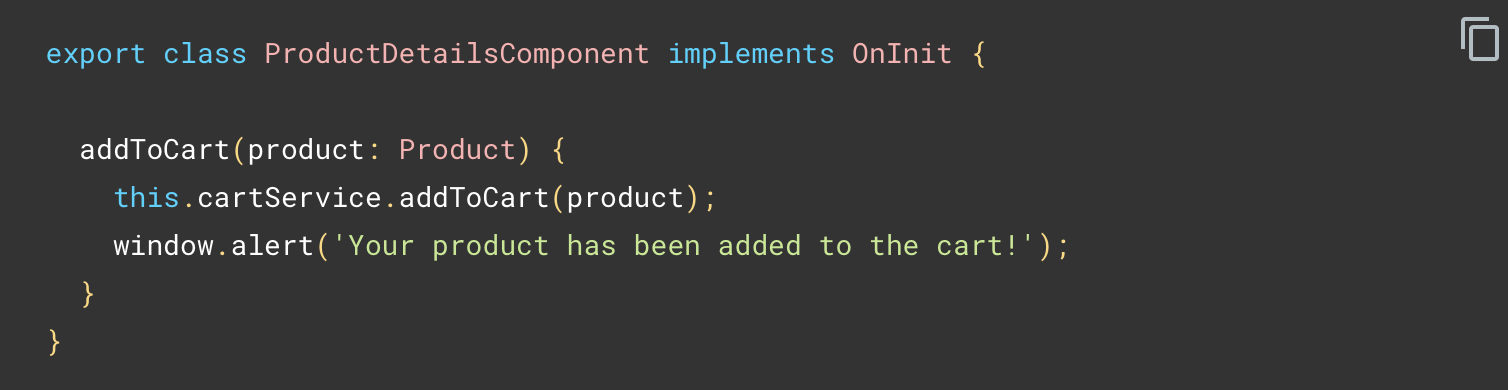 export class ProductDetailsComponent implements OnInit {
addToCart(product: Product) {
this.cartService.addToCart(product);
window.alert('Your product has been added to the cart!');
}
}